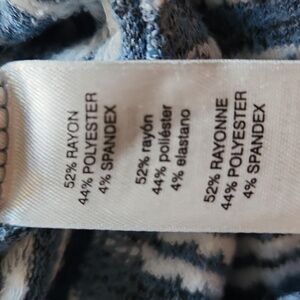 52% RAYON
44% POLYESTER
4% SPANDEX
52% rayón
44% poliéster
4% elastano
52% RAYONNE
44% POLYESTER
4% SPANDEX